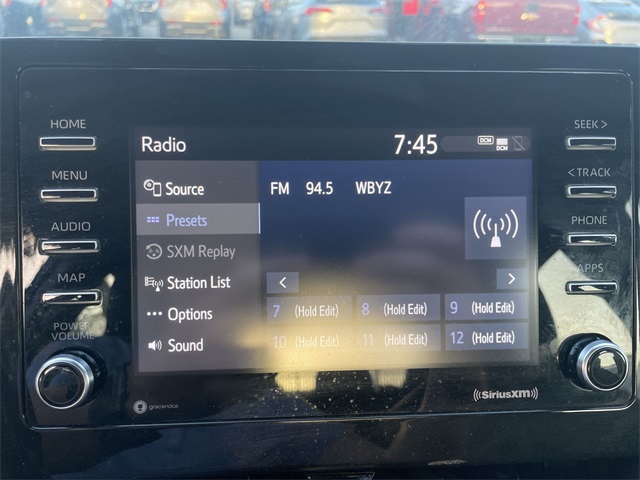 HOME
MENU
AUDIO
MAP
POWER
VOLUME
Radio
7:45
DCM
Source
Presets
SXM Replay
Station List
Options
Sound
FM 94.5 WBYZ
<
>
7 (Hold Edit) 8 (Hold Edit) 9 (Hold Edit)
10 (Hold Edit) 11 (Hold Edit) 12 (Hold Edit)
SEEK >
< TRACK
PHONE
APPS
gracenote
SiriusXM